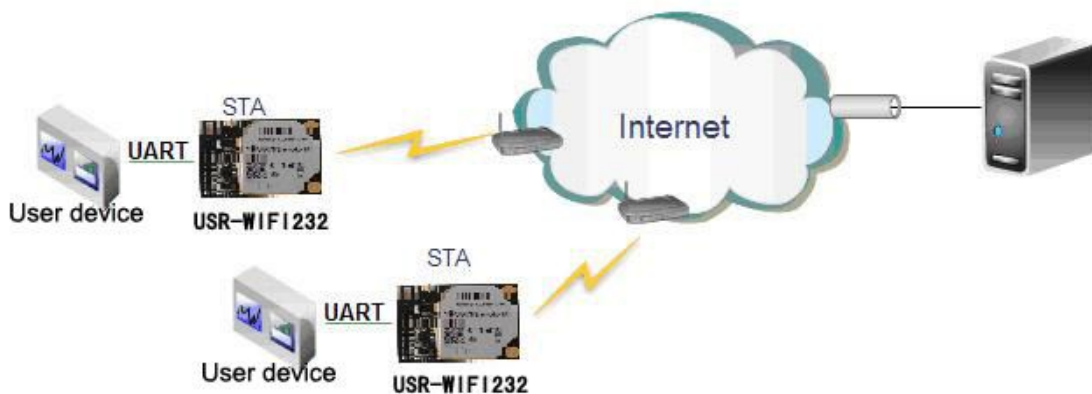 STA
Internet
UART
User device
USR-WIFI232
STA
UART
User device
USR-WIFI232